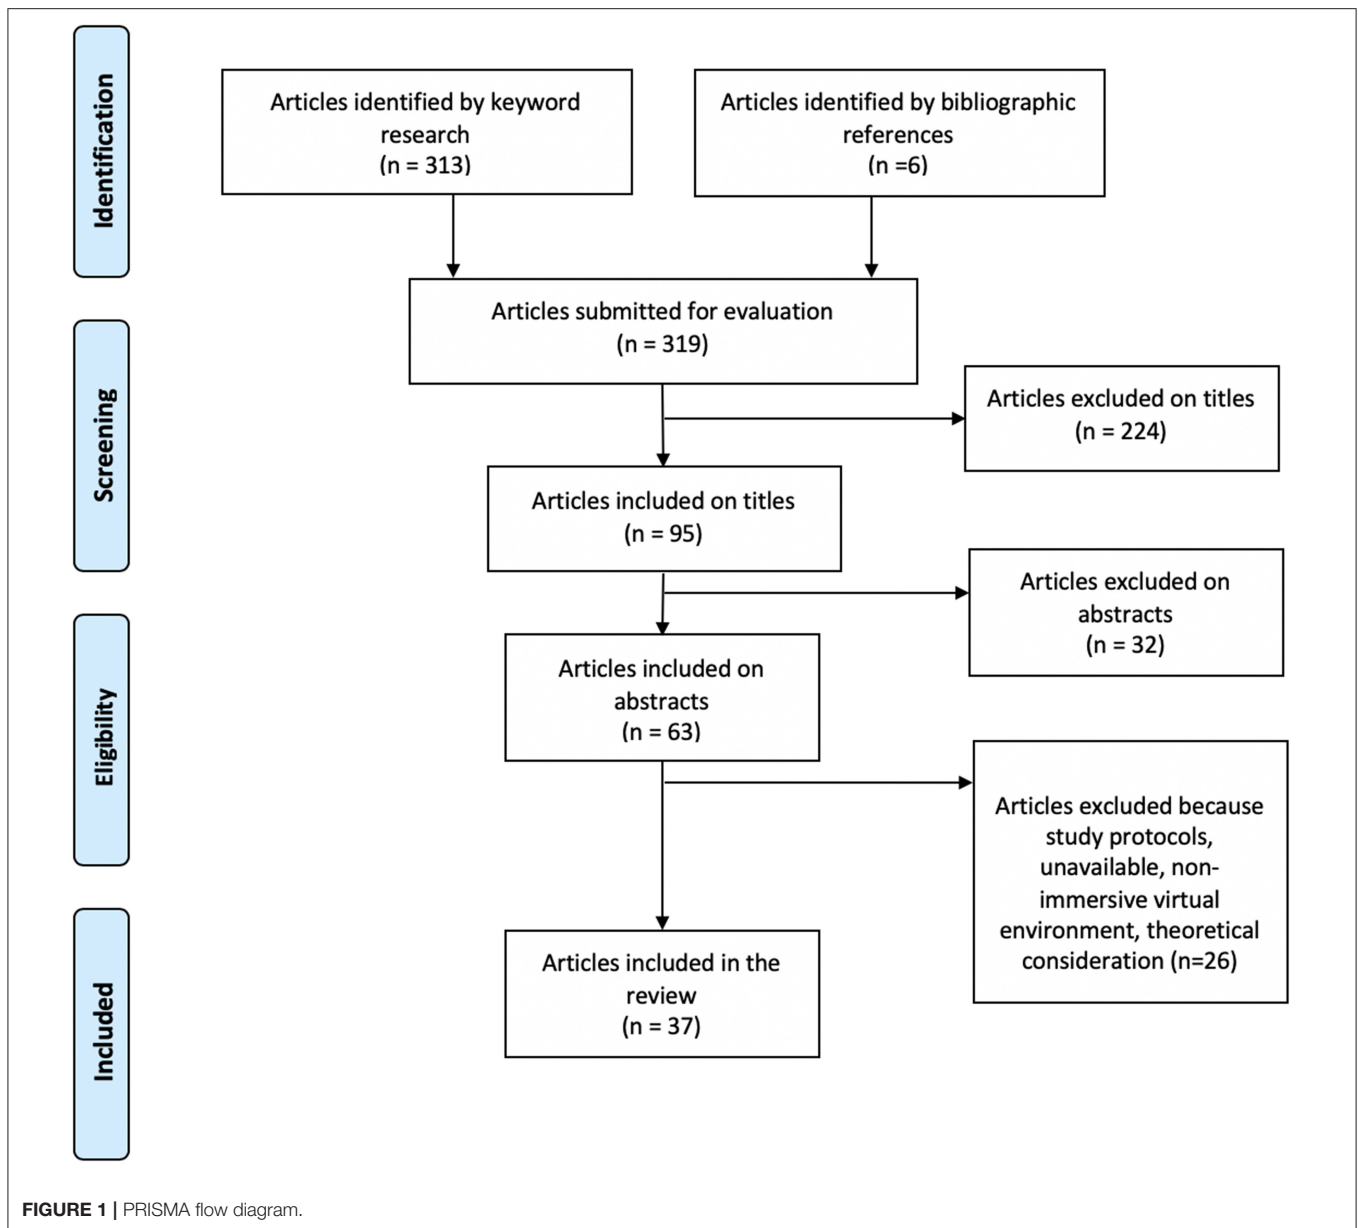 Identification
Articles identified by keyword
research
(n = 313)
Articles identified by bibliographic
references
(n =6)
Articles submitted for evaluation
(n = 319)
Screening
Articles excluded on titles
(n = 224)
Articles included on titles
(n = 95)
Articles excluded on
abstracts
(n = 32)
Eligibility
Articles included on
abstracts
(n = 63)
Articles excluded because
study protocols,
unavailable, non-
immersive virtual
environment, theoretical
consideration (n=26)
Included
Articles included in the
review
(n = 37)
FIGURE 1 | PRISMA flow diagram.